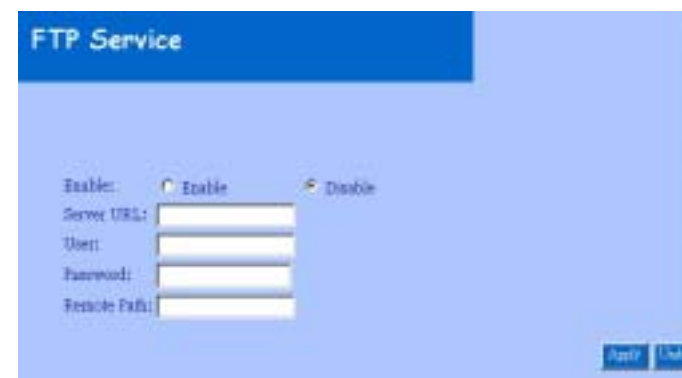 FTP Service
Enable: Enable Disable
Server URL:
User:
Password:
Remote Path:
Apply